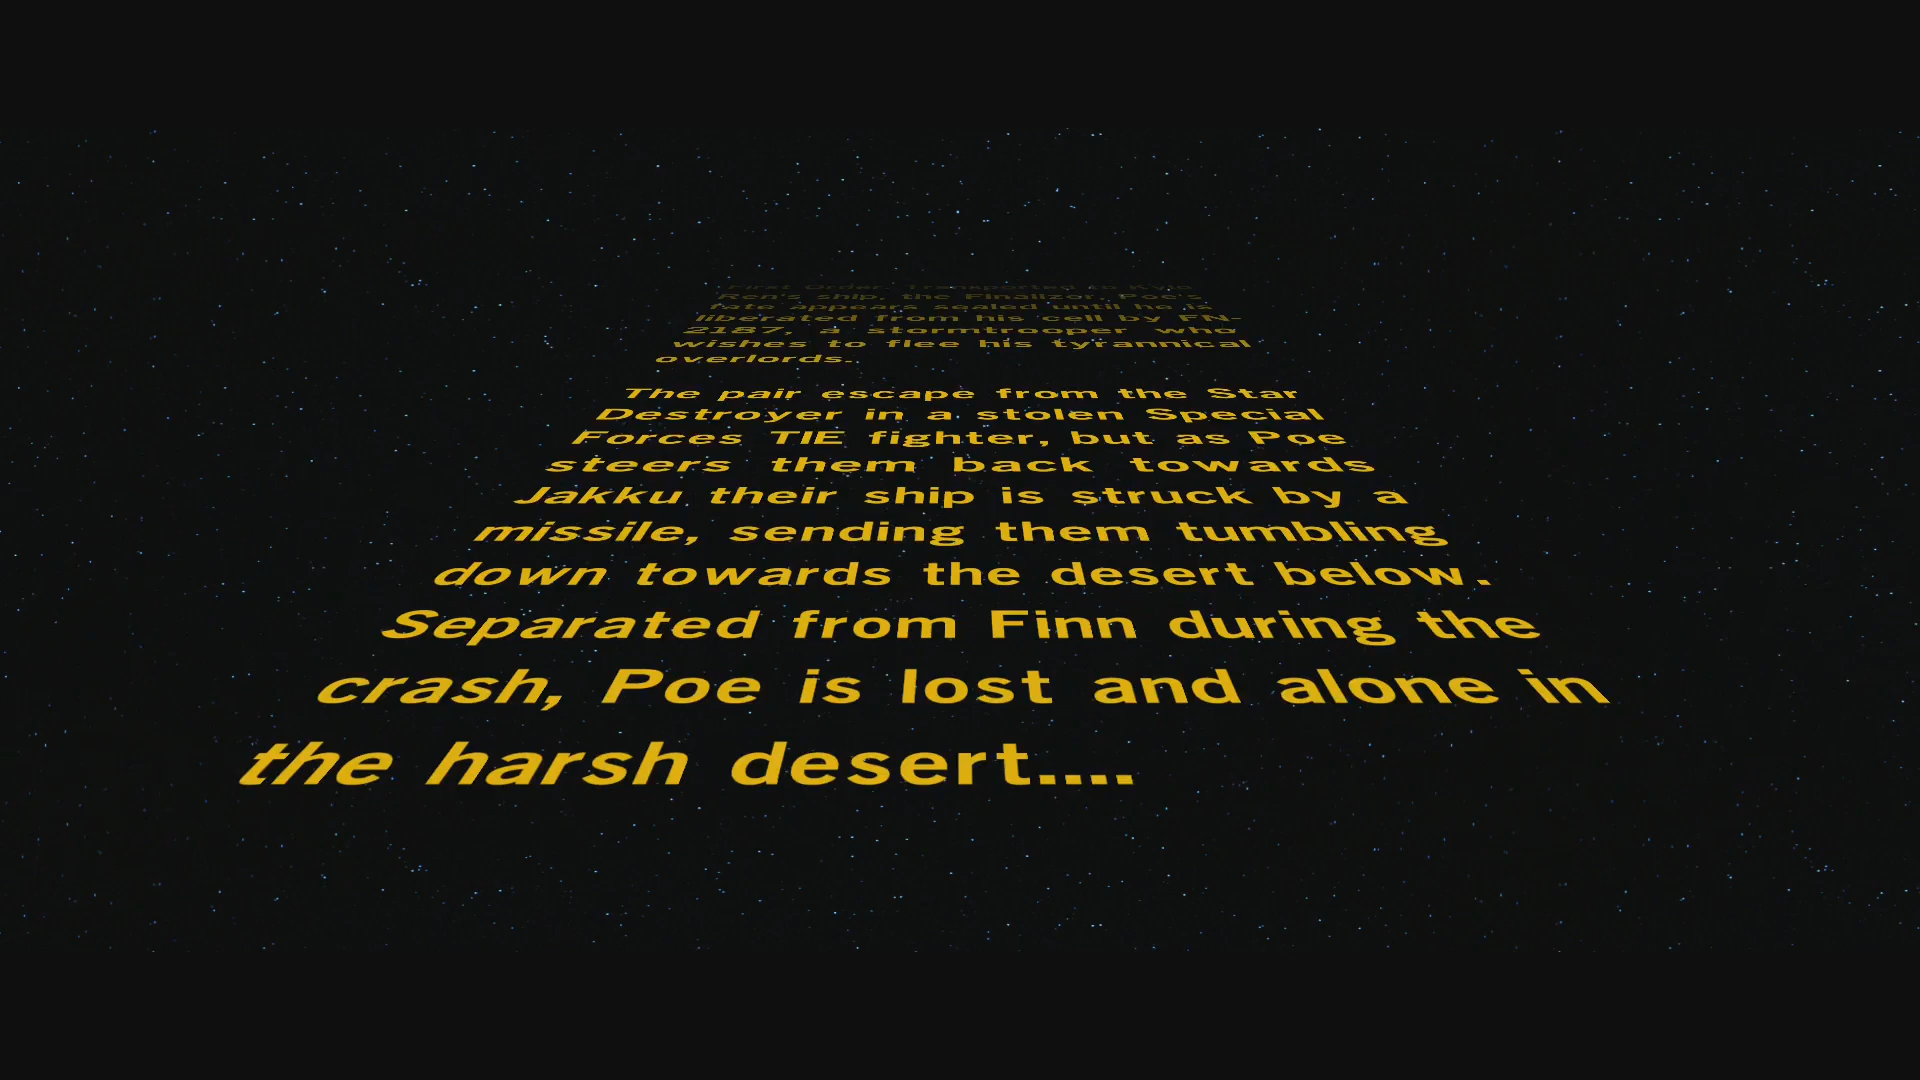 First Order. Transported to Kylo
Ren's ship, the Finalizer, Poe's
fate appears sealed until he is
liberated from his cell by FN-
2187, a stormtrooper who
wishes to flee his tyrannical
overlords.
The pair escape from the Star
Destroyer in a stolen Special
Forces TIE fighter, but as Poe
steers them back towards
Jakku their ship is struck by a
missile, sending them tumbling
down towards the desert below.
Separated from Finn during the
crash, Poe is lost and alone in
the harsh desert....